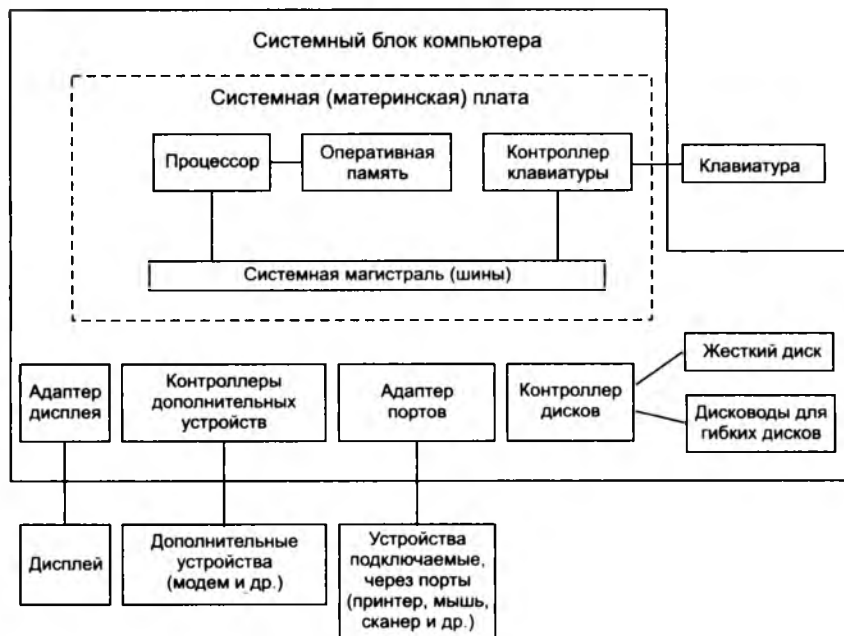 Системный блок компьютера
Системная (материнская) плата
Процессор
Оперативная
память
Контроллер
клавиатуры
Клавиатура
Системная магистраль (шины)
Адаптер
дисплея
Контроллеры
дополнительных
устройств
Адаптер
портов
Контроллер
дисков
Жесткий диск
Дисководы для
гибких дисков
Дисплей
Дополнительные
устройства
(модем и др.)
Устройства
подключаемые,
через порты
(принтер, мышь,
сканер и др.)